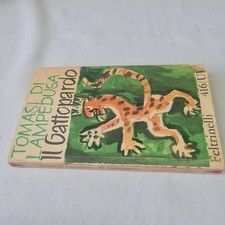 TOMASI DI
LAMPEDUSA
Il Gattopardo
Feltrinelli